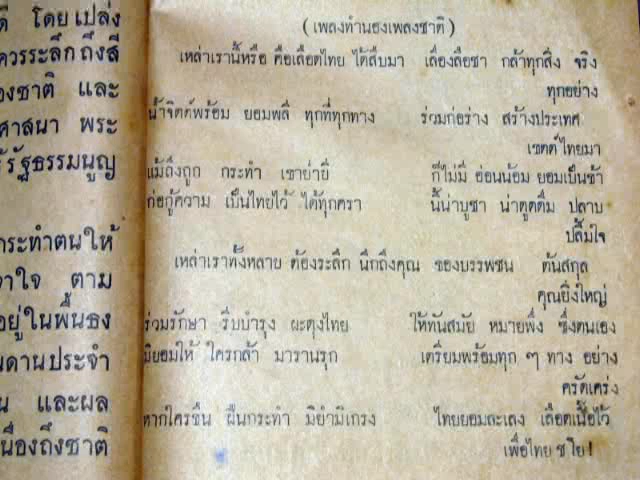 ดี โดยเปล่ง
ควรระลึกถึงสี
องชาติ และ
ศาสนา พระ
รัฐธรรมนูญ
กระทำตนให้
จาใจ ตาม
อยู่ในพื้นธง
นดานประจำ
น และผล
เนื่องถึงชาติ
(เพลงทำนองเพลงชาติ)
เหล่าเรานี้หรือ คือเลือดไทย ได้สืบมา เลื่องลือชา กล้าทุกสิ่ง จริง
ทุกอย่าง
น้ำจิตต์พร้อม ยอมพลี ทุกที่ทุกทาง ร่วมก่อร่าง สร้างประเทศ
เขตต์ไทยมา
แม้ถึงถูก กระทำ เขาย่ำยี ก็ไม่มี อ่อนน้อม ยอมเป็นข้า
ก่อกู้ความ เป็นไทยไว้ ได้ทุกครา นี้น่าบูชา น่าดูดดื่ม ปลาบ
ปลื้มใจ
เหล่าเราทั้งหลาย ต้องระลึก นึกถึงคุณ ของบรรพชน ต้นสกุล
คุณยิ่งใหญ่
ร่วมรักษา รีบบำรุง ผะดุงไทย ให้ทันสมัย หมายพึ่ง ซึ่งตนเอง
มิยอมให้ ใครกล้า มารานรุก เตรียมพร้อมทุก ๆ ทาง อย่าง
ครัดเคร่ง
หากใครขืน ฝืนกระทำ มิยำมิเกรง ไทยยอมละเลง เลือดเนื้อไว้
เพื่อไทย ชโย!